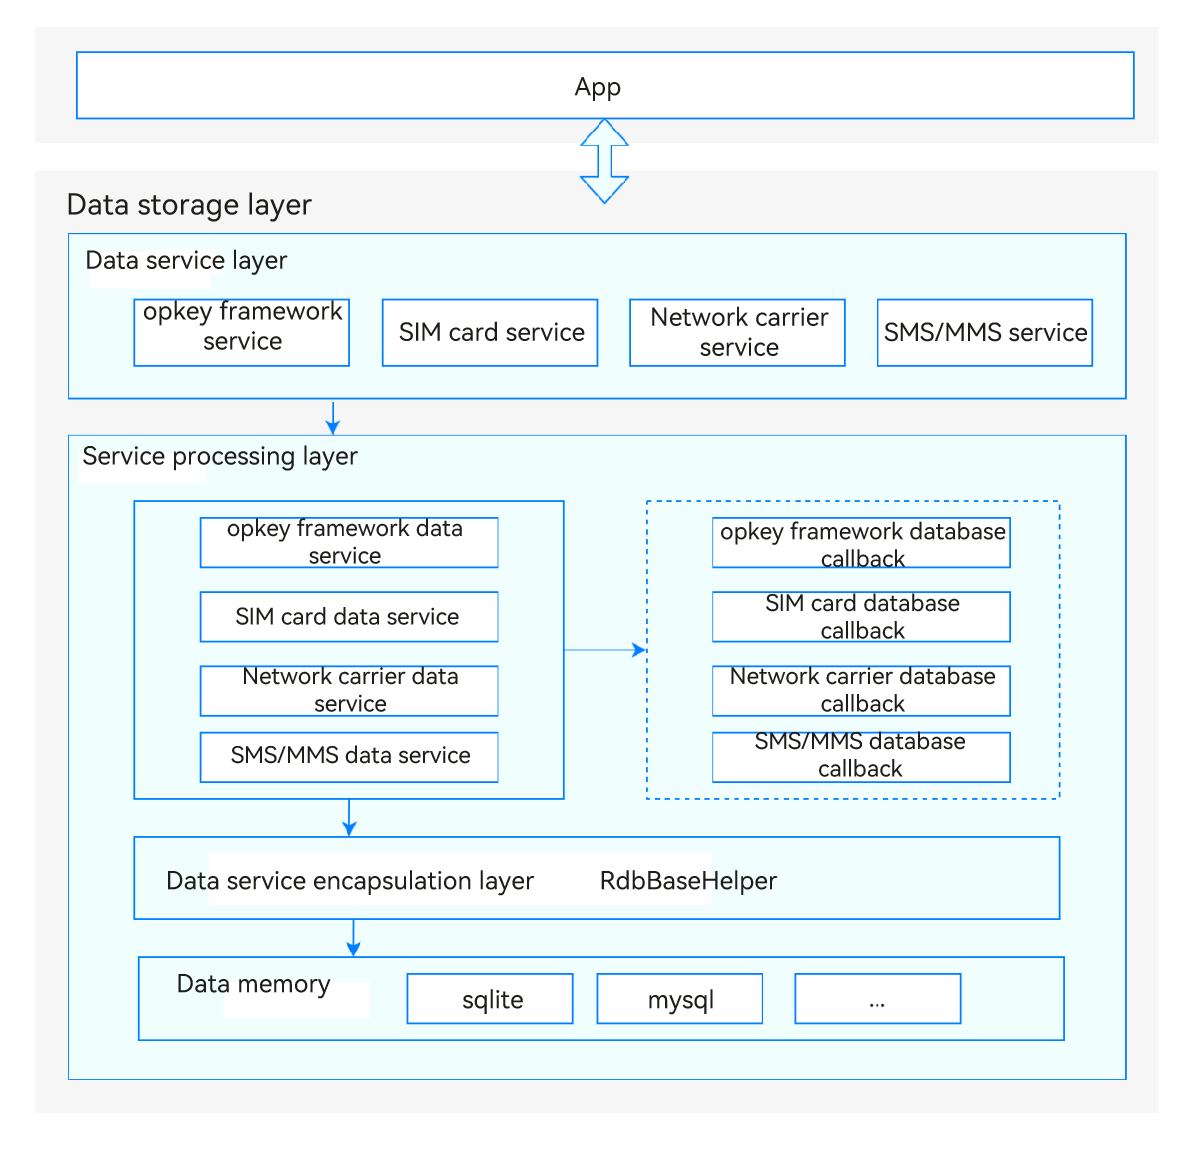 App
Data storage layer
Data service layer
opkey framework
service
SIM card service
Network carrier
service
SMS/MMS service
Service processing layer
opkey framework data
service
SIM card data service
Network carrier data
service
SMS/MMS data service
opkey framework database
callback
SIM card database
callback
Network carrier database
callback
SMS/MMS database
callback
Data service encapsulation layer RdbBaseHelper
Data memory
sqlite
mysql
...